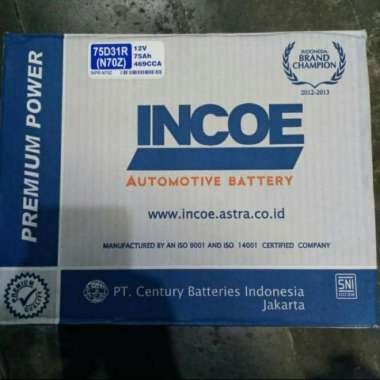 75D31R
(N70Z)
12V
75Ah
469CCA
INDONESIA
BRAND
CHAMPION
2012-2013
PREMIUM POWER
INCOE
AUTOMOTIVE BATTERY
www.incoe.astra.co.id
MANUFACTURED BY AN ISO 9001 AND ISO 14001 CERTIFIED COMPANY
PREMIUM
PT. Century Batteries Indonesia
Jakarta
SNI